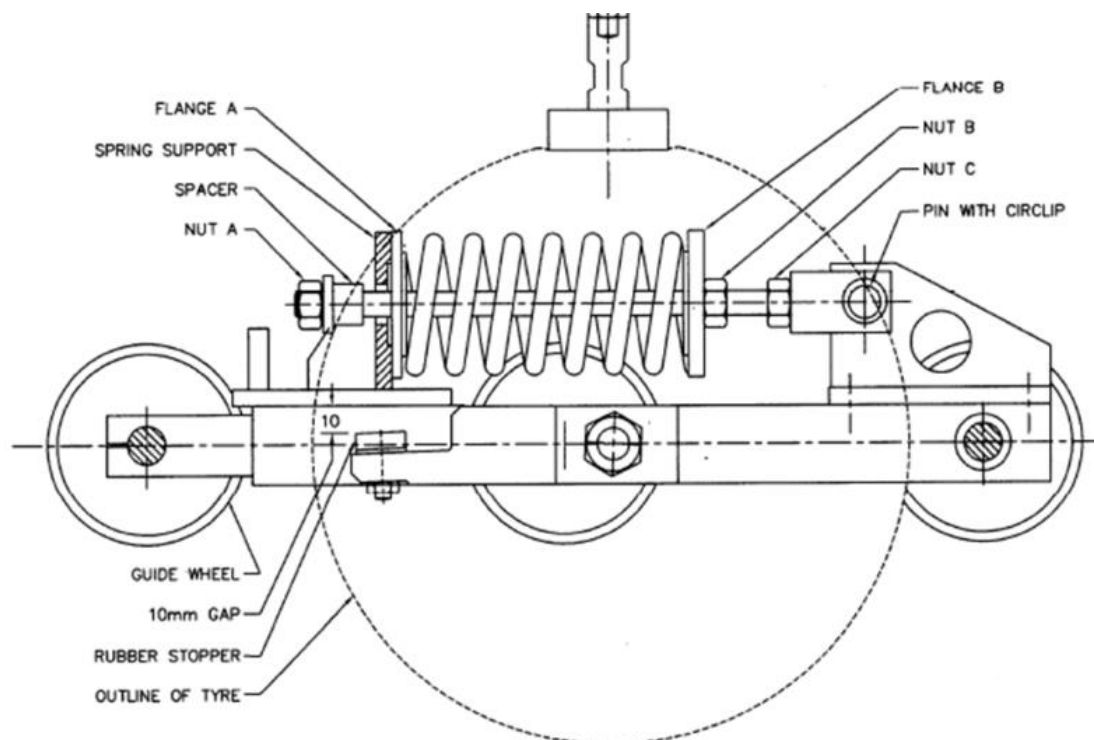 FLANGE A
SPRING SUPPORT
SPACER
NUT A
FLANGE B
NUT B
NUT C
PIN WITH CIRCLIP
10
GUIDE WHEEL
10mm GAP
RUBBER STOPPER
OUTLINE OF TYRE